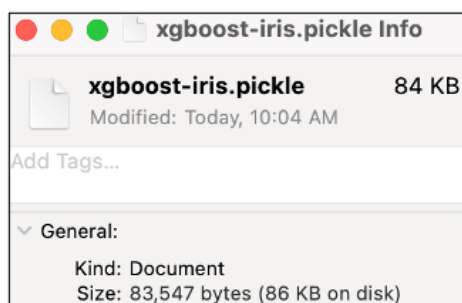 xgboost-iris.pickle Info
xgboost-iris.pickle 84 KB
Modified: Today, 10:04 AM
Add Tags...
General:
Kind: Document
Size: 83,547 bytes (86 KB on disk)